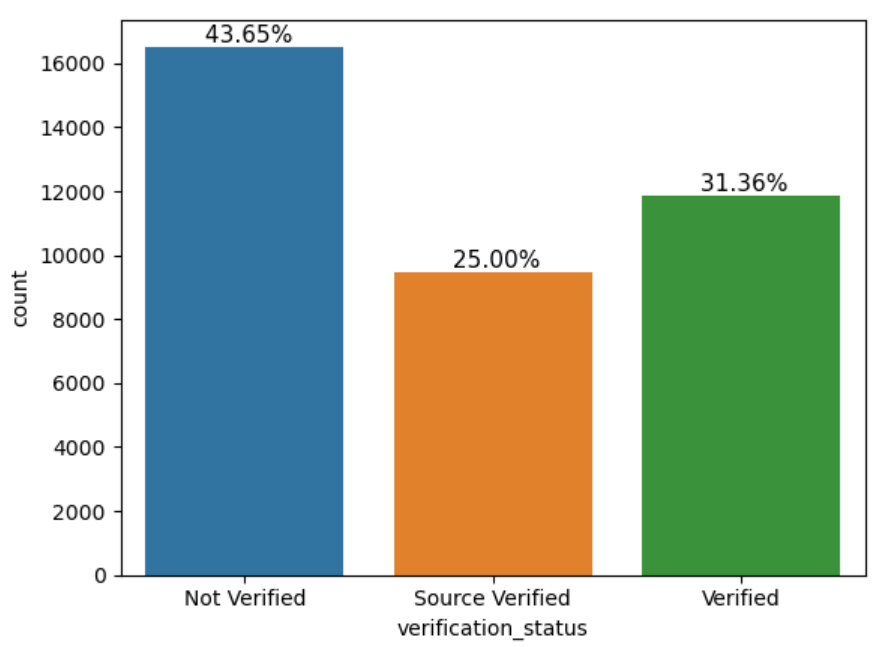 43.65%
31.36%
25.00%
16000
14000
12000
10000
8000
6000
4000
2000
0
count
Not Verified
Source Verified
Verified
verification_status